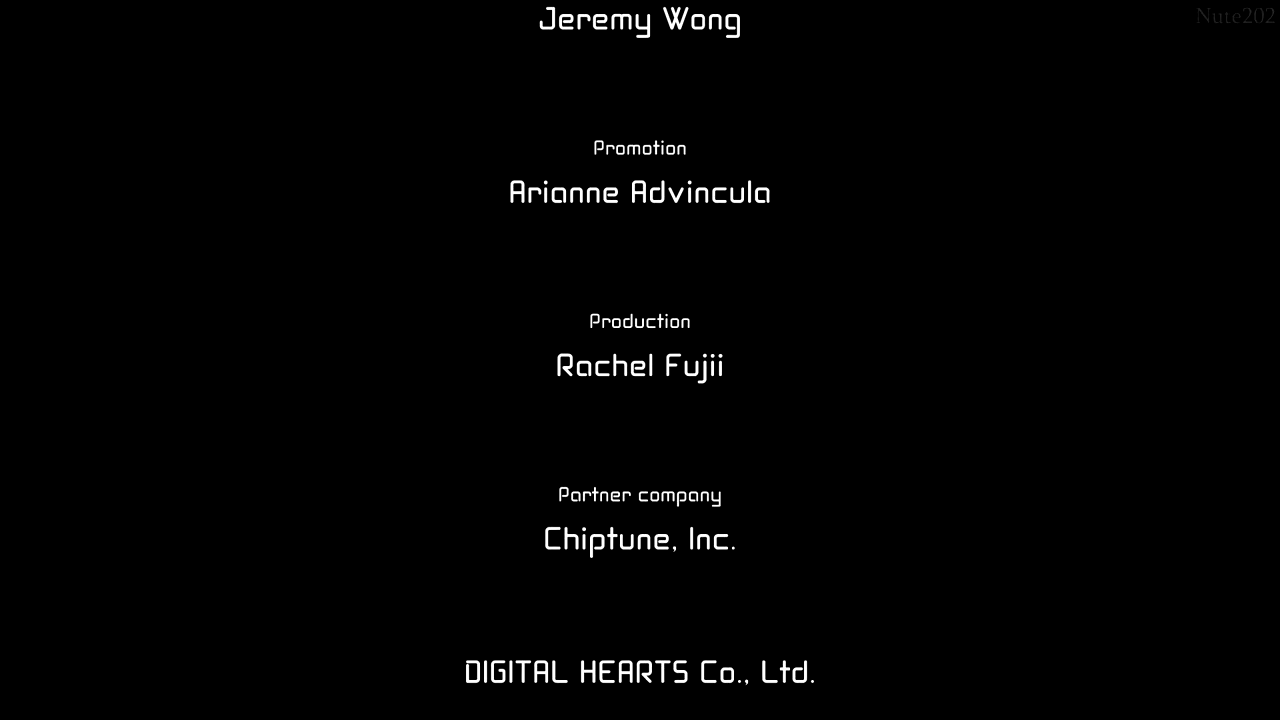 Jeremy Wong
Nute202
Promotion
Arianne Advincula
Production
Rachel Fujii
Partner company
Chiptune, Inc.
DIGITAL HEARTS Co., Ltd.